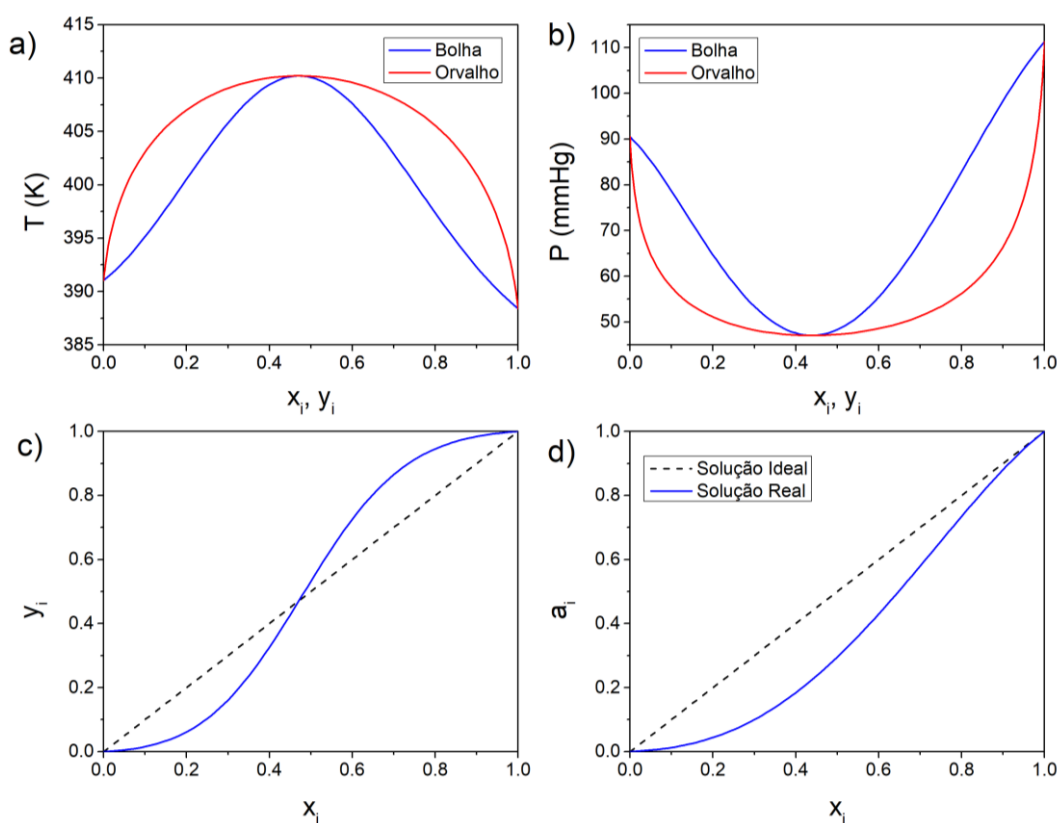 a)
415
410
405
400
395
390
385
T (K)
Bolha
Orvalho
0.0 0.2 0.4 0.6 0.8 1.0
xi, yi
b)
110
100
90
80
70
60
50
P (mmHg)
Bolha
Orvalho
0.0 0.2 0.4 0.6 0.8 1.0
xi, yi
c)
1.0
0.8
0.6
0.4
0.2
0.0
yi
0.0 0.2 0.4 0.6 0.8 1.0
xi
d)
1.0
0.8
0.6
0.4
0.2
0.0
ai
Solução Ideal
Solução Real
0.0 0.2 0.4 0.6 0.8 1.0
xi